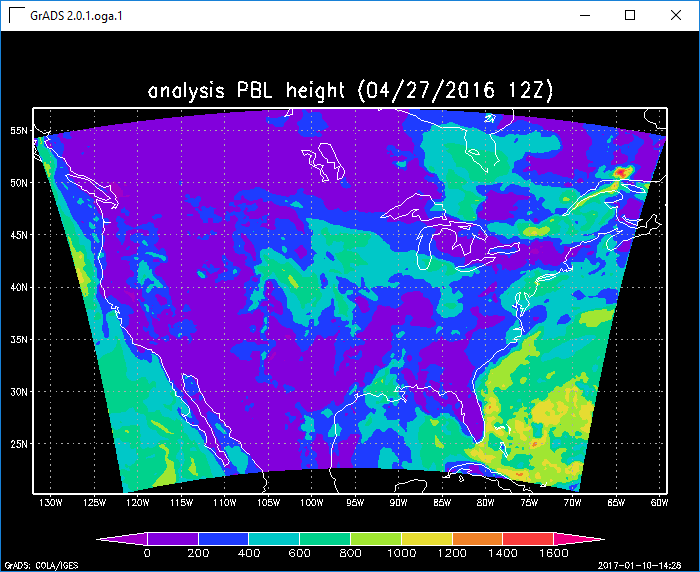 GrADS 2.0.1.oga.1
analysis PBL height (04/27/2016 12Z)
55N
50N
45N
40N
35N
30N
25N
130W 125W 120W 115W 110W 105W 100W 95W 90W 85W 80W 75W 70W 65W 60W
0 200 400 600 800 1000 1200 1400 1600
GrADS: COLA/IGES 2017-01-10-14:28